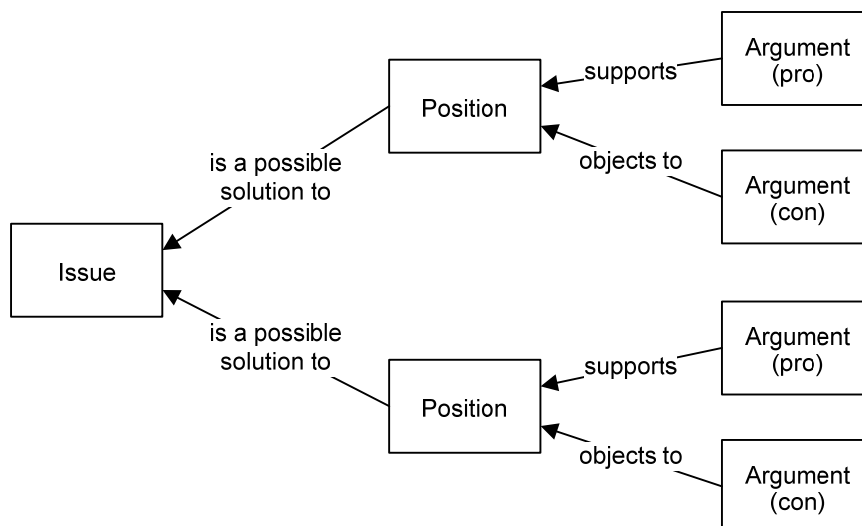 Argument
(pro)
supports
Position
is a possible
solution to
objects to
Argument
(con)
Issue
is a possible
solution to
Argument
(pro)
supports
Position
objects to
Argument
(con)